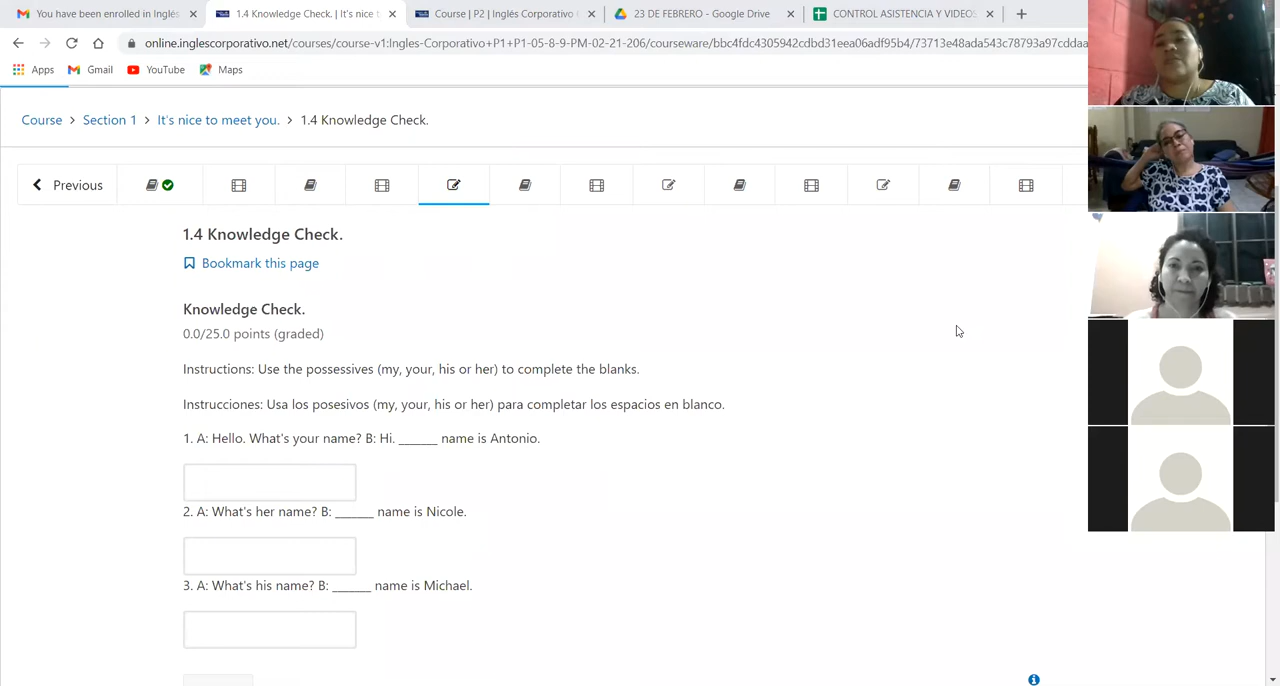 You have been enrolled in Inglés
1.4 Knowledge Check. | It's nice t
Course | P2 | Inglés Corporativo
23 DE FEBRERO - Google Drive
CONTROL ASISTENCIA Y VIDEOS
online.inglescorporativo.net/courses/course-v1:Ingles-Corporativo+P1+P1-05-8-9-PM-02-21-206/courseware/bbc4fdc4305942cdbd31eea06adf95b4/73713e48ada543c78793a97cddaa
Apps Gmail YouTube Maps
Course > Section 1 > It's nice to meet you. > 1.4 Knowledge Check.
Previous
1.4 Knowledge Check.
Bookmark this page
Knowledge Check.
0.0/25.0 points (graded)
Instructions: Use the possessives (my, your, his or her) to complete the blanks.
Instrucciones: Usa los posesivos (my, your, his or her) para completar los espacios en blanco.
1. A: Hello. What's your name? B: Hi. ______ name is Antonio.
2. A: What's her name? B: ______ name is Nicole.
3. A: What's his name? B: ______ name is Michael.